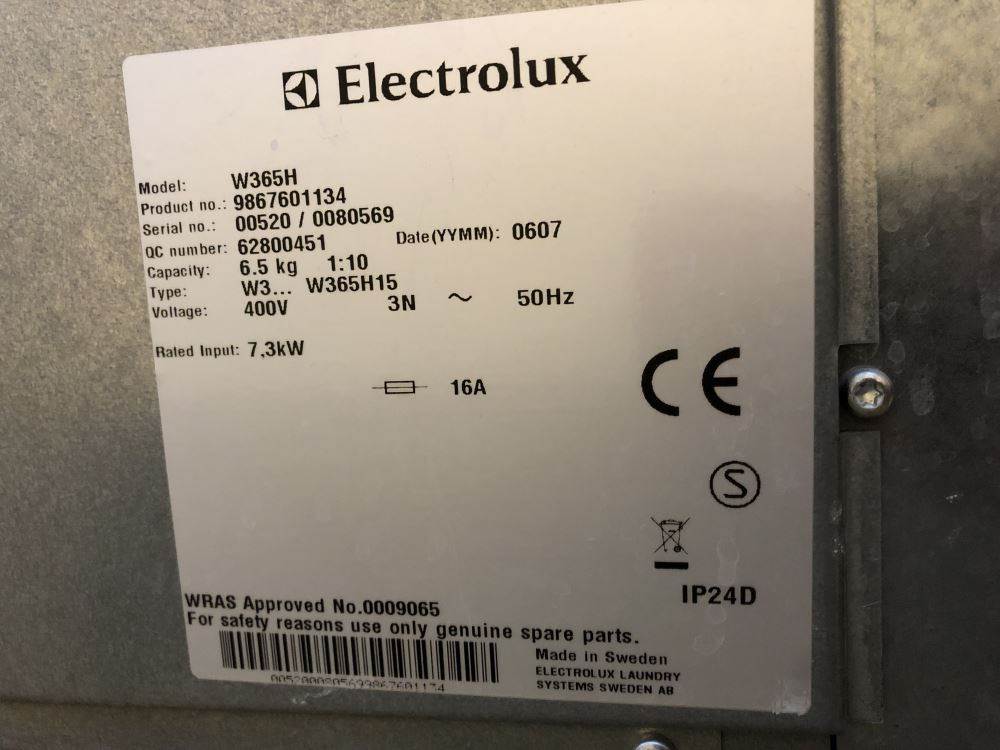 Electrolux
Model: W365H
Product no.: 9867601134
Serial no.: 00520 / 0080569
QC number: 62800451 Date(YYMM): 0607
Capacity: 6.5 kg 1:10
Type: W3... W365H15
Voltage: 400V 3N ~ 50Hz
Rated Input: 7,3kW
16A
CE
S
IP24D
WRAS Approved No.0009065
For safety reasons use only genuine spare parts.
Made in Sweden
ELECTROLUX LAUNDRY
SYSTEMS SWEDEN AB